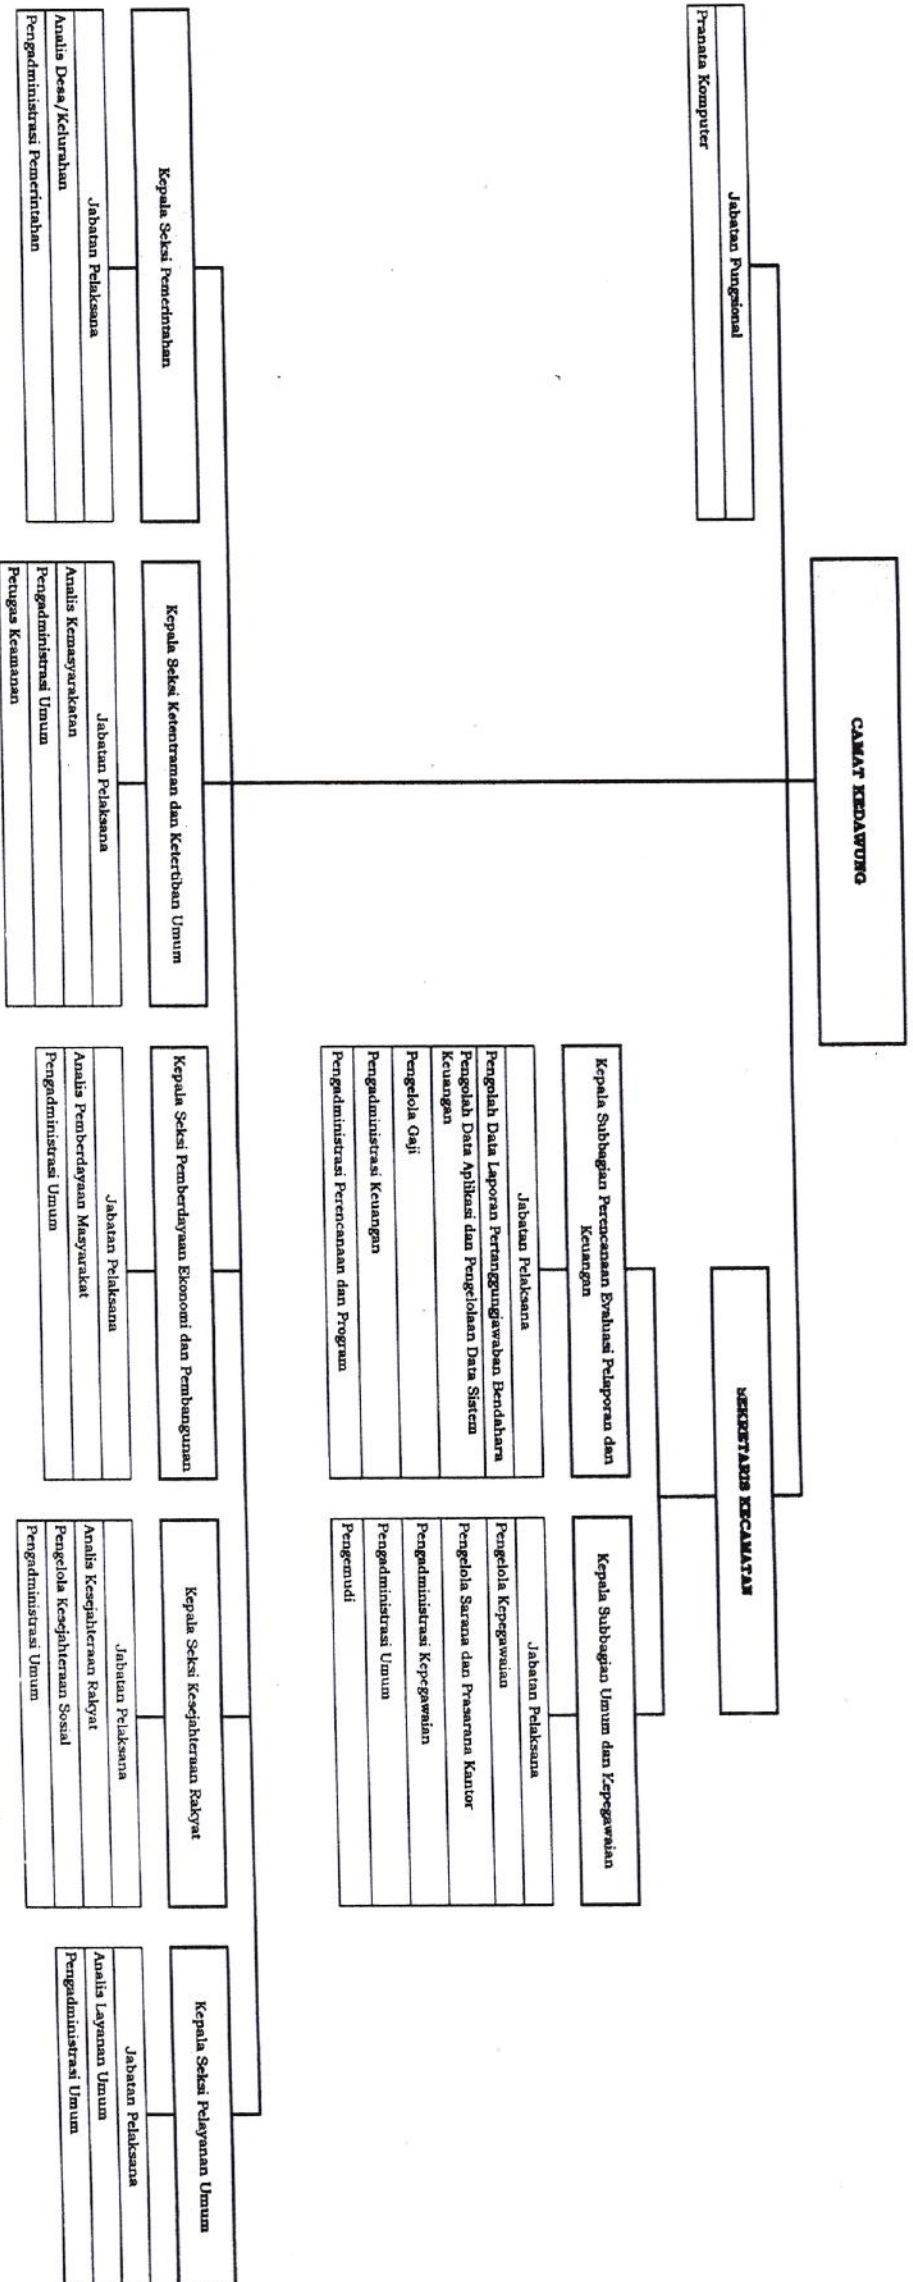 CAMAT KEDAWUNG
Jabatan Fungsional
Pranata Komputer
SEKRETARIS KECAMATAN
Kepala Subbagian Perencanaan Evaluasi Pelaporan dan
Keuangan
Jabatan Pelaksana
Pengolah Data Laporan Pertanggungjawaban Bendahara
Pengolah Data Aplikasi dan Pengelolaan Data Sistem
Keuangan
Pengelola Gaji
Pengadministrasi Keuangan
Pengadministrasi Perencanaan dan Program
Kepala Subbagian Umum dan Kepegawaian
Jabatan Pelaksana
Pengelola Kepegawaian
Pengelola Sarana dan Prasarana Kantor
Pengadministrasi Kepegawaian
Pengadministrasi Umum
Pengemudi
Kepala Seksi Pemerintahan
Jabatan Pelaksana
Analis Desa/Kelurahan
Pengadministrasi Pemerintahan
Kepala Seksi Ketentraman dan Ketertiban Umum
Jabatan Pelaksana
Analis Kemasyarakatan
Pengadministrasi Umum
Petugas Keamanan
Kepala Seksi Pemberdayaan Ekonomi dan Pembangunan
Jabatan Pelaksana
Analis Pemberdayaan Masyarakat
Pengadministrasi Umum
Kepala Seksi Kesejahteraan Rakyat
Jabatan Pelaksana
Analis Kesejahteraan Rakyat
Pengelola Kesejahteraan Sosial
Pengadministrasi Umum
Kepala Seksi Pelayanan Umum
Jabatan Pelaksana
Analis Layanan Umum
Pengadministrasi Umum